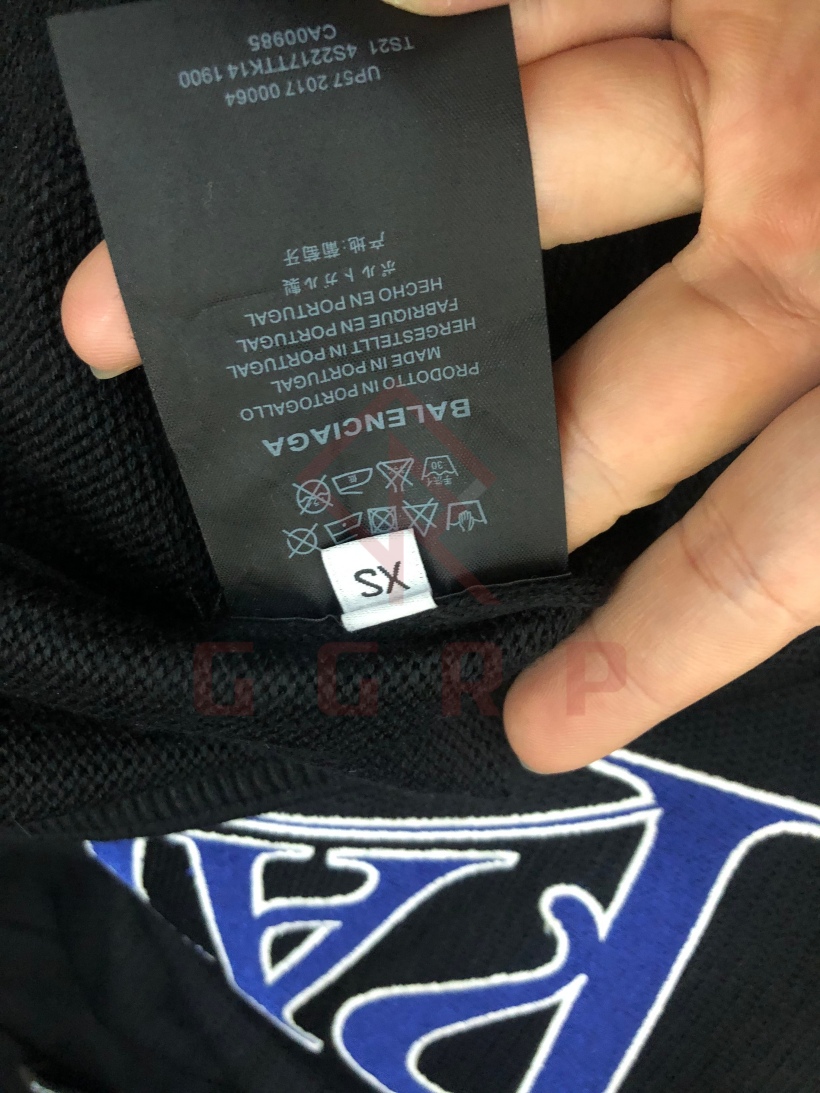 XS
BALENCIAGA
PRODOTTO IN PORTOGALLO
MADE IN PORTUGAL
HERGESTELLT IN PORTUGAL
FABRIQUE EN PORTUGAL
HECHO EN PORTUGAL
ポルトガル製
产地:葡萄牙
UP57 2017 00064
TS21 4S2217TTK14 1900
CA00985
GGRP